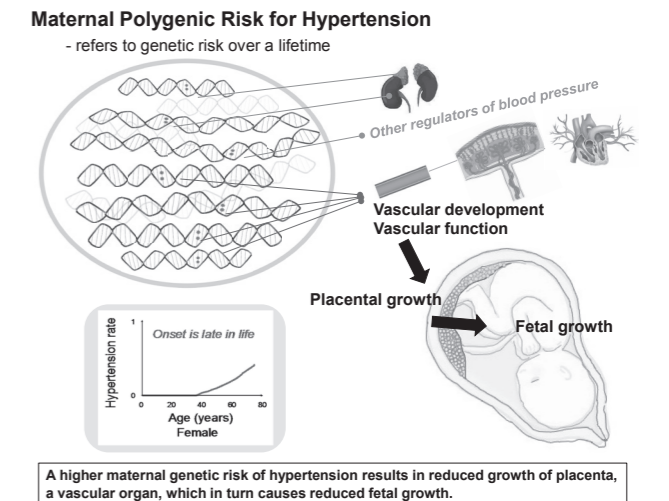 Maternal Polygenic Risk for Hypertension
- refers to genetic risk over a lifetime
Other regulators of blood pressure
Vascular development
Vascular function
Placental growth
Fetal growth
Hypertension rate
1
0
Onset is late in life
0 20 40 60 80
Age (years)
Female
A higher maternal genetic risk of hypertension results in reduced growth of placenta,
a vascular organ, which in turn causes reduced fetal growth.